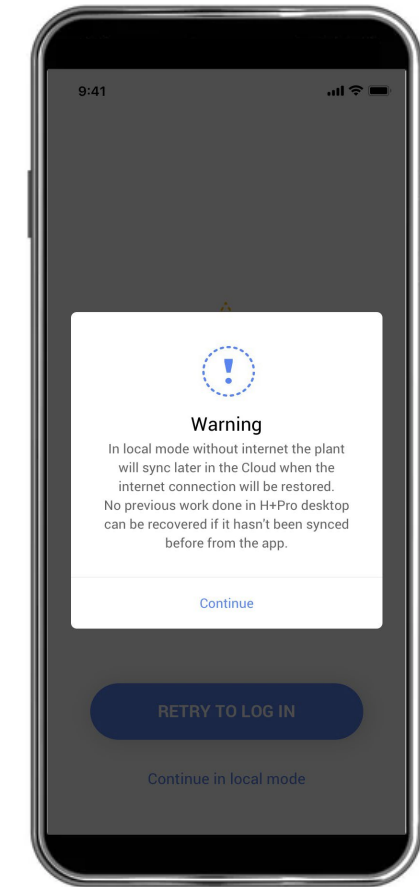 9:41
Warning
In local mode without internet the plant
will sync later in the Cloud when the
internet connection will be restored.
No previous work done in H+Pro desktop
can be recovered if it hasn't been synced
before from the app.
Continue
RETRY TO LOG IN
Continue in local mode